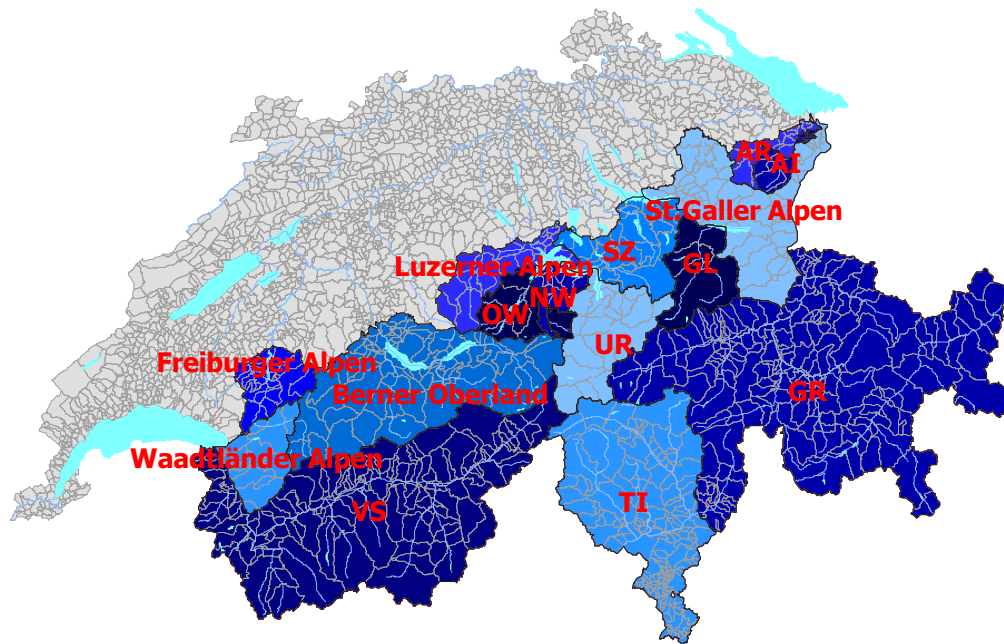 AR
AI
St.Galler Alpen
SZ
GL
Luzerner Alpen
NW
OW
UR
Freiburger Alpen
Berner Oberland
GR
Waadtländer Alpen
TI
VS